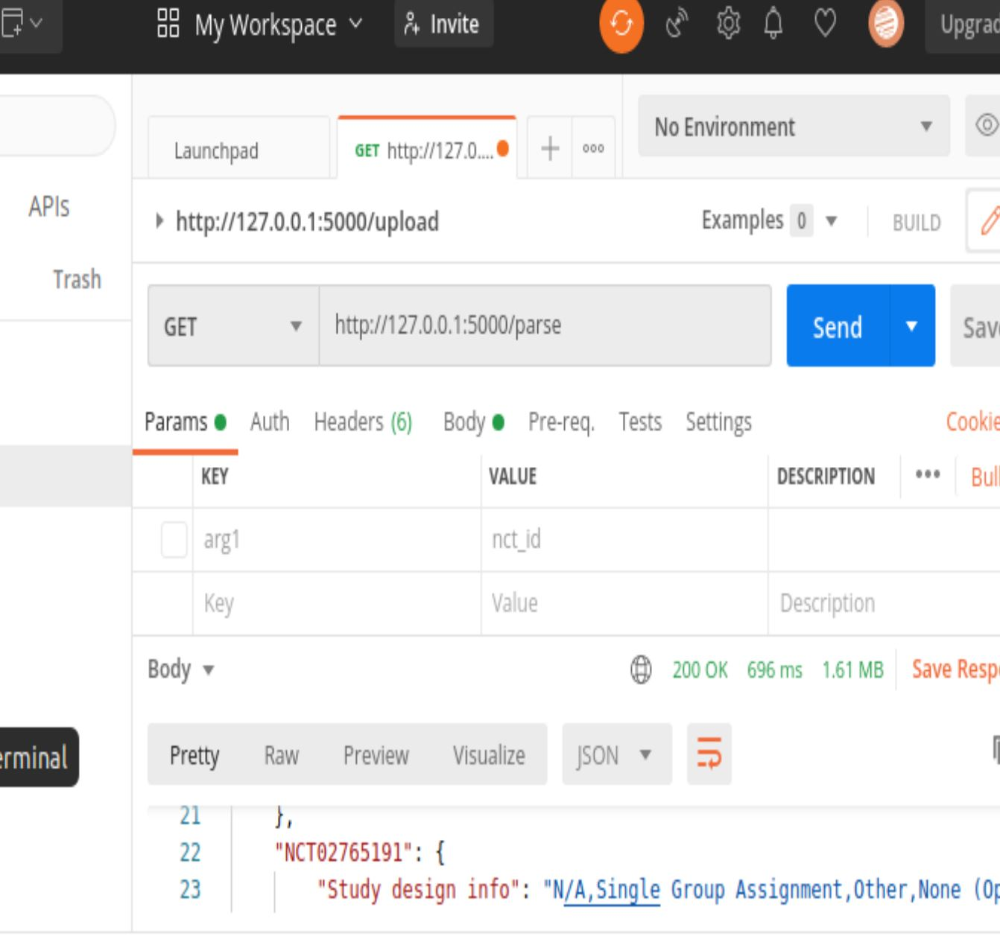 My Workspace Invite Upgrad
Launchpad GET http://127.0.... ooo No Environment
APIs
http://127.0.0.1:5000/upload Examples 0 BUILD
Trash
GET http://127.0.0.1:5000/parse Send Save
Params Auth Headers (6) Body Pre-req. Tests Settings Cookie
KEY VALUE DESCRIPTION ••• Bul
arg1 nct_id
Key Value Description
Body 200 OK 696 ms 1.61 MB Save Resp
erminal
Pretty Raw Preview Visualize JSON
21 },
22 "NCT02765191": {
23 "Study design info": "N/A,Single Group Assignment,Other,None (Op